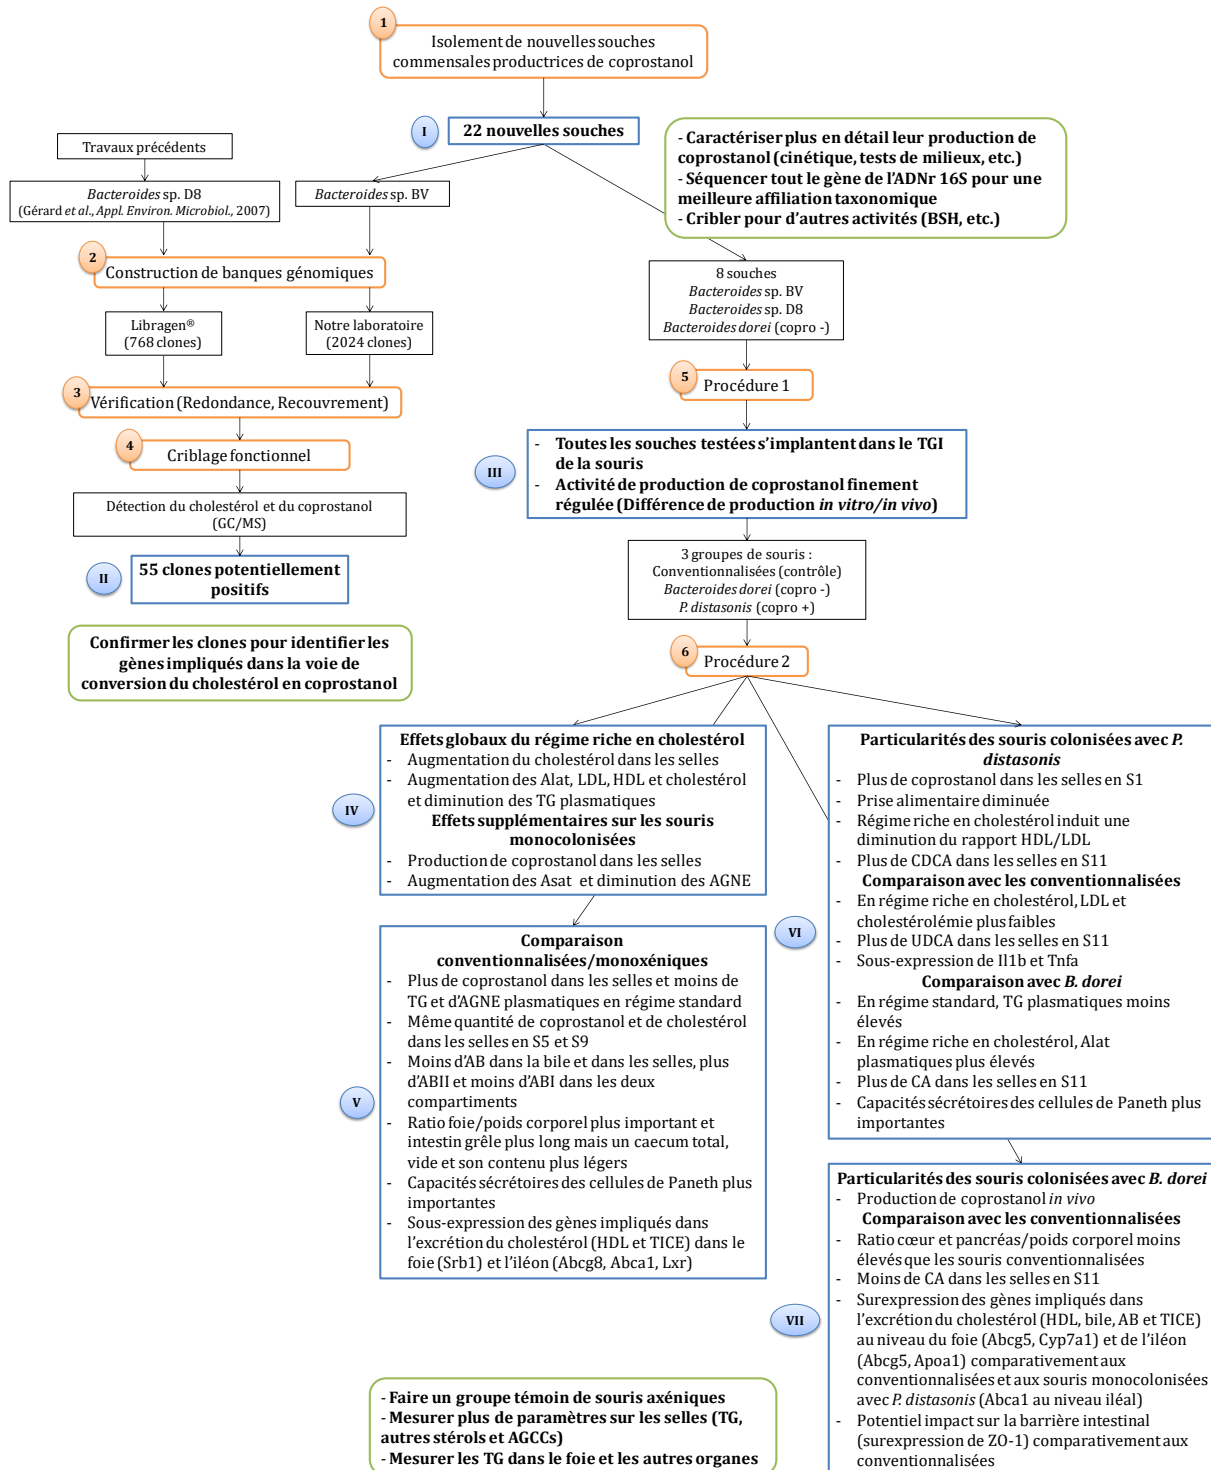 1
Isolement de nouvelles souches
commensales productrices de coprostanol
I
22 nouvelles souches
- Caractériser plus en détail leur production de
coprostanol (cinétique, tests de milieux, etc.)
- Séquencer tout le gène de l'ADNr 16S pour une
meilleure affiliation taxonomique
- Cribler pour d'autres activités (BSH, etc.)
Travaux précédents
Bacteroides sp. D8
(Gérard et al., Appl. Environ. Microbiol., 2007)
Bacteroides sp. BV
2
Construction de banques génomiques
Libragen®
(768 clones)
Notre laboratoire
(2024 clones)
3
Vérification (Redondance, Recouvrement)
4
Criblage fonctionnel
Détection du cholestérol et du coprostanol
(GC/MS)
II
55 clones potentiellement
positifs
Confirmer les clones pour identifier les
gènes impliqués dans la voie de
conversion du cholestérol en coprostanol
8 souches
Bacteroides sp. BV
Bacteroides sp. D8
Bacteroides dorei (copro -)
5
Procédure 1
III
- Toutes les souches testées s'implantent dans le TGI
de la souris
- Activité de production de coprostanol finement
régulée (Différence de production in vitro/in vivo)
3 groupes de souris :
Conventionnalisées (contrôle)
Bacteroides dorei (copro -)
P. distasonis (copro +)
6
Procédure 2
IV
Effets globaux du régime riche en cholestérol
- Augmentation du cholestérol dans les selles
- Augmentation des Alat, LDL, HDL et cholestérol
et diminution des TG plasmatiques
Effets supplémentaires sur les souris
monocolonisées
- Production de coprostanol dans les selles
- Augmentation des Asat et diminution des AGNE
V
Comparaison
conventionnalisées/monoxéniques
- Plus de coprostanol dans les selles et moins de
TG et d'AGNE plasmatiques en régime standard
- Même quantité de coprostanol et de cholestérol
dans les selles en S5 et S9
- Moins d'AB dans la bile et dans les selles, plus
d'ABII et moins d'ABI dans les deux
compartiments
- Ratio foie/poids corporel plus important et
intestin grêle plus long mais un caecum total,
vide et son contenu plus légers
- Capacités sécrétoires des cellules de Paneth plus
importantes
- Sous-expression des gènes impliqués dans
l'excrétion du cholestérol (HDL et TICE) dans le
foie (Srb1) et l'iléon (Abcg8, Abca1, Lxr)
VI
Particularités des souris colonisées avec P.
distasonis
- Plus de coprostanol dans les selles en S1
- Prise alimentaire diminuée
- Régime riche en cholestérol induit une
diminution du rapport HDL/LDL
- Plus de CDCA dans les selles en S11
Comparaison avec les conventionnalisées
- En régime riche en cholestérol, LDL et
cholestérolémie plus faibles
- Plus de UDCA dans les selles en S11
- Sous-expression de Il1b et Tnfa
Comparaison avec B. dorei
- En régime standard, TG plasmatiques moins
élevés
- En régime riche en cholestérol, Alat
plasmatiques plus élevés
- Plus de CA dans les selles en S11
- Capacités sécrétoires des cellules de Paneth plus
importantes
VII
Particularités des souris colonisées avec B. dorei
- Production de coprostanol in vivo
Comparaison avec les conventionnalisées
- Ratio cœur et pancréas/poids corporel moins
élevés que les souris conventionnalisées
- Moins de CA dans les selles en S11
- Surexpression des gènes impliqués dans
l'excrétion du cholestérol (HDL, bile, AB et TICE)
au niveau du foie (Abcg5, Cyp7a1) et de l'iléon
(Abcg5, Apoa1) comparativement aux
conventionnalisées et aux souris monocolonisées
avec P. distasonis (Abca1 au niveau iléal)
- Potentiel impact sur la barrière intestinal
(surexpression de ZO-1) comparativement aux
conventionnalisées
- Faire un groupe témoin de souris axéniques
- Mesurer plus de paramètres sur les selles (TG,
autres stérols et AGCCs)
- Mesurer les TG dans le foie et les autres organes